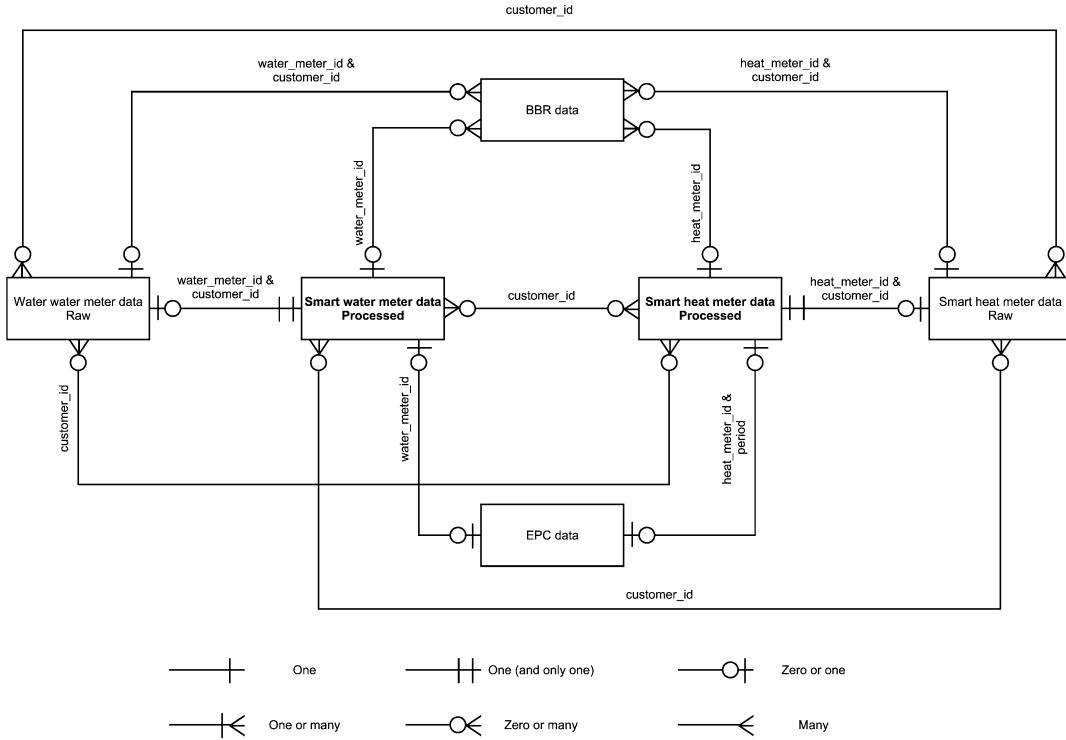 customer_id
water_meter_id &
customer_id
heat_meter_id &
customer_id
BBR data
water_meter_id
heat_meter_id
Water water meter data
Raw
water_meter_id &
customer_id
Smart water meter data
Processed
customer_id
Smart heat meter data
Processed
heat_meter_id &
customer_id
Smart heat meter data
Raw
customer_id
water_meter_id
heat_meter_id &
period
EPC data
customer_id
One
One (and only one)
Zero or one
One or many
Zero or many
Many